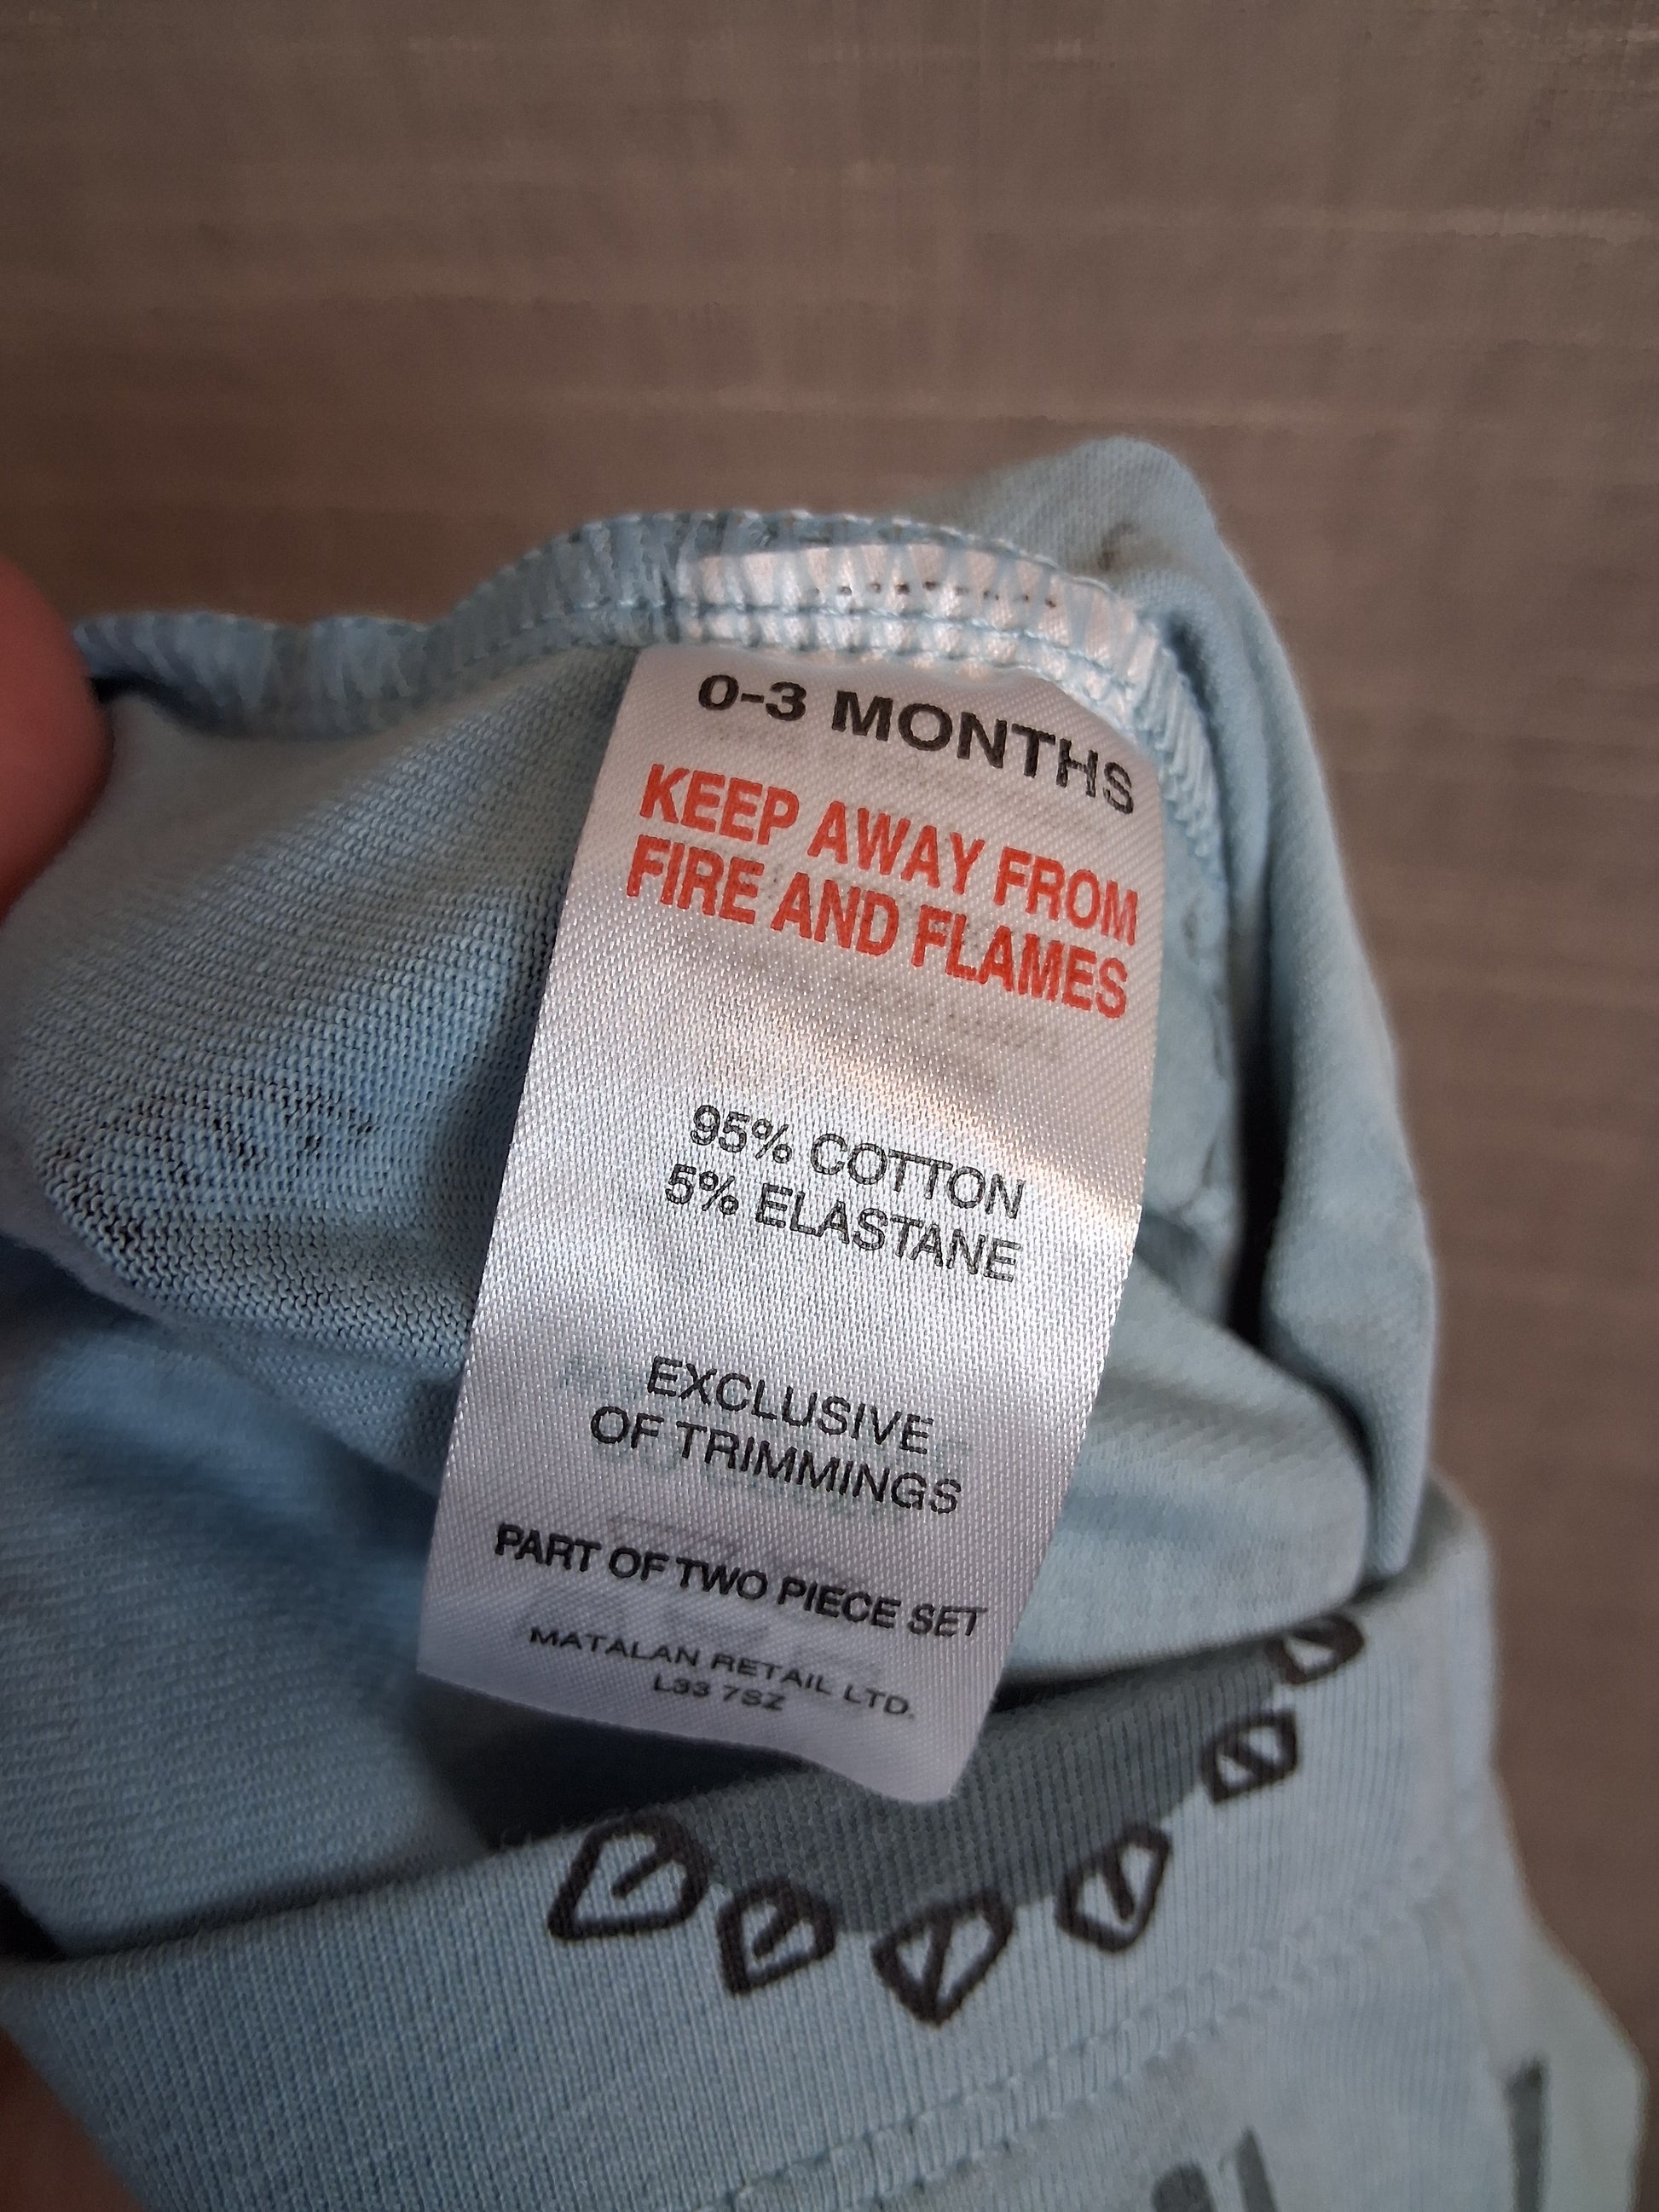 0-3 MONTHS
KEEP AWAY FROM
FIRE AND FLAMES
95% COTTON
5% ELASTANE
EXCLUSIVE
OF TRIMMINGS
PART OF TWO PIECE SET
MATALAN RETAIL LTD.
L33 7SZ